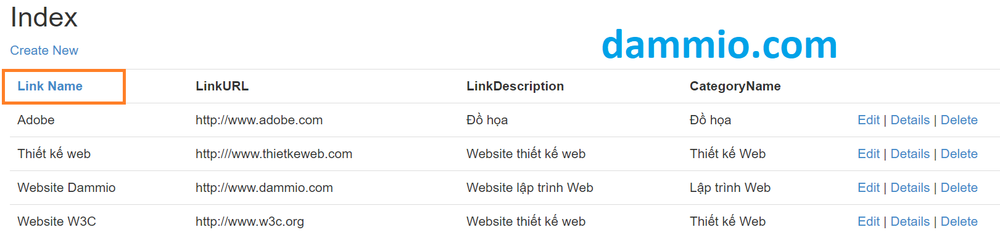 Index
dammio.com
Create New
Link Name LinkURL LinkDescription CategoryName
Adobe http://www.adobe.com Đồ họa Đồ họa Edit | Details | Delete
Thiết kế web http:///www.thietkeweb.com Website thiết kế web Thiết kế Web Edit | Details | Delete
Website Dammio http://www.dammio.com Website lập trình Web Lập trình Web Edit | Details | Delete
Website W3C http://www.w3c.org Website thiết kế web Thiết kế Web Edit | Details | Delete